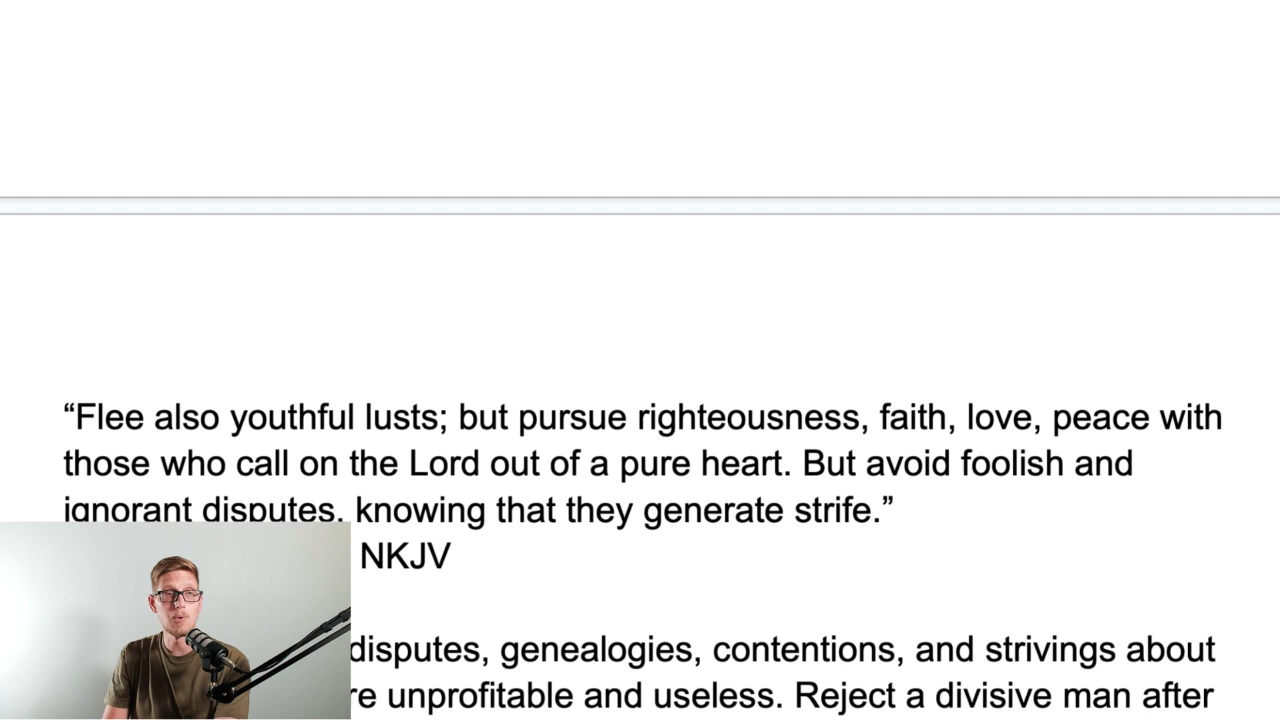 “Flee also youthful lusts; but pursue righteousness, faith, love, peace with
those who call on the Lord out of a pure heart. But avoid foolish and
ignorant disputes, knowing that they generate strife.”
NKJV
disputes, genealogies, contentions, and strivings about
re unprofitable and useless. Reject a divisive man after